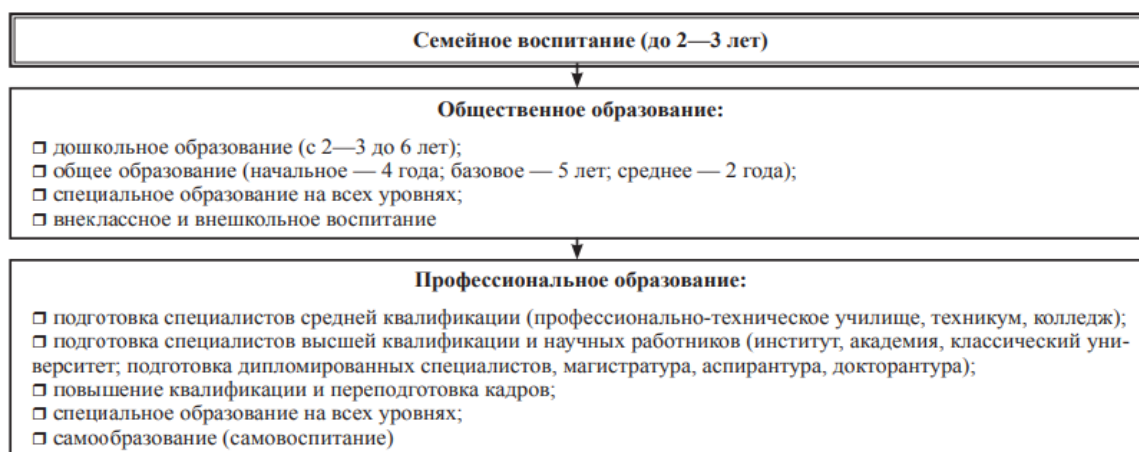 Семейное воспитание (до 2—3 лет)
Общественное образование:
❒ дошкольное образование (с 2—3 до 6 лет);
❒ общее образование (начальное — 4 года; базовое — 5 лет; среднее — 2 года);
❒ специальное образование на всех уровнях;
❒ внеклассное и внешкольное воспитание
Профессиональное образование:
❒ подготовка специалистов средней квалификации (профессионально-техническое училище, техникум, колледж);
❒ подготовка специалистов высшей квалификации и научных работников (институт, академия, классический уни-
верситет; подготовка дипломированных специалистов, магистратура, аспирантура, докторантура);
❒ повышение квалификации и переподготовка кадров;
❒ специальное образование на всех уровнях;
❒ самообразование (самовоспитание)